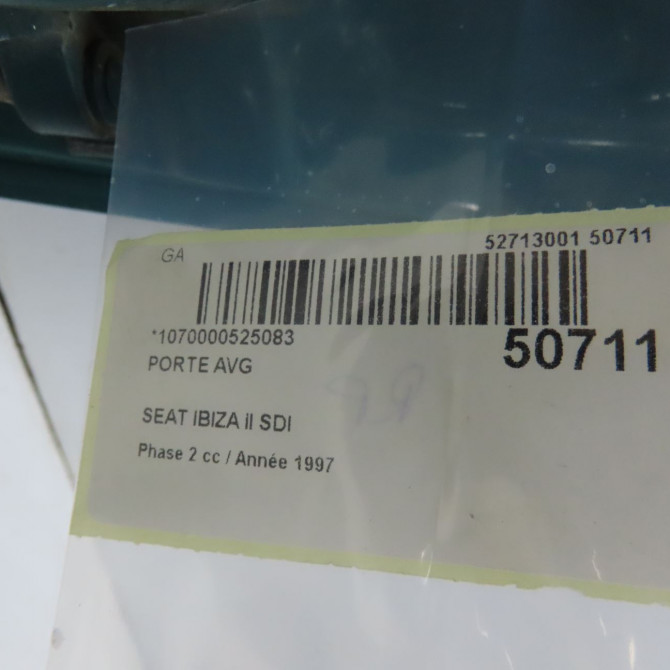 GA
52713001 50711
*1070000525083
50711
PORTE AVG
SEAT IBIZA iI SDI
Phase 2 cc / Année 1997